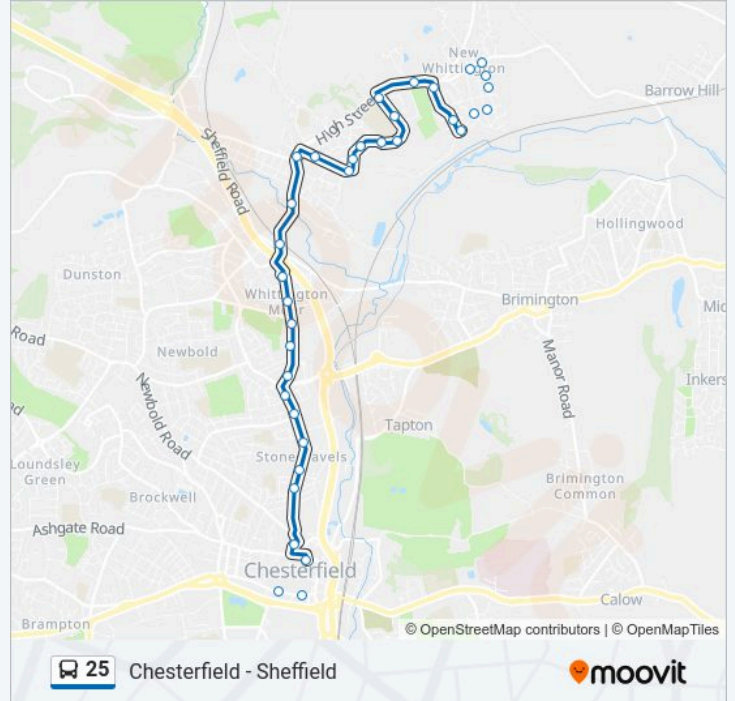 New
Whittington
Barrow Hill
High Street
Sheffield Road
Hollingwood
Dunston
Whittington
Moor
Brimington
Road
Newbold
Manor Road
Inkers
Newbold Road
Tapton
Loundsley
Green
Brockwell
Brimington
Common
Ashgate Road
Chesterfield
Calow
Brampton
© OpenStreetMap contributors | © OpenMapTiles
25 Chesterfield - Sheffield
moovit